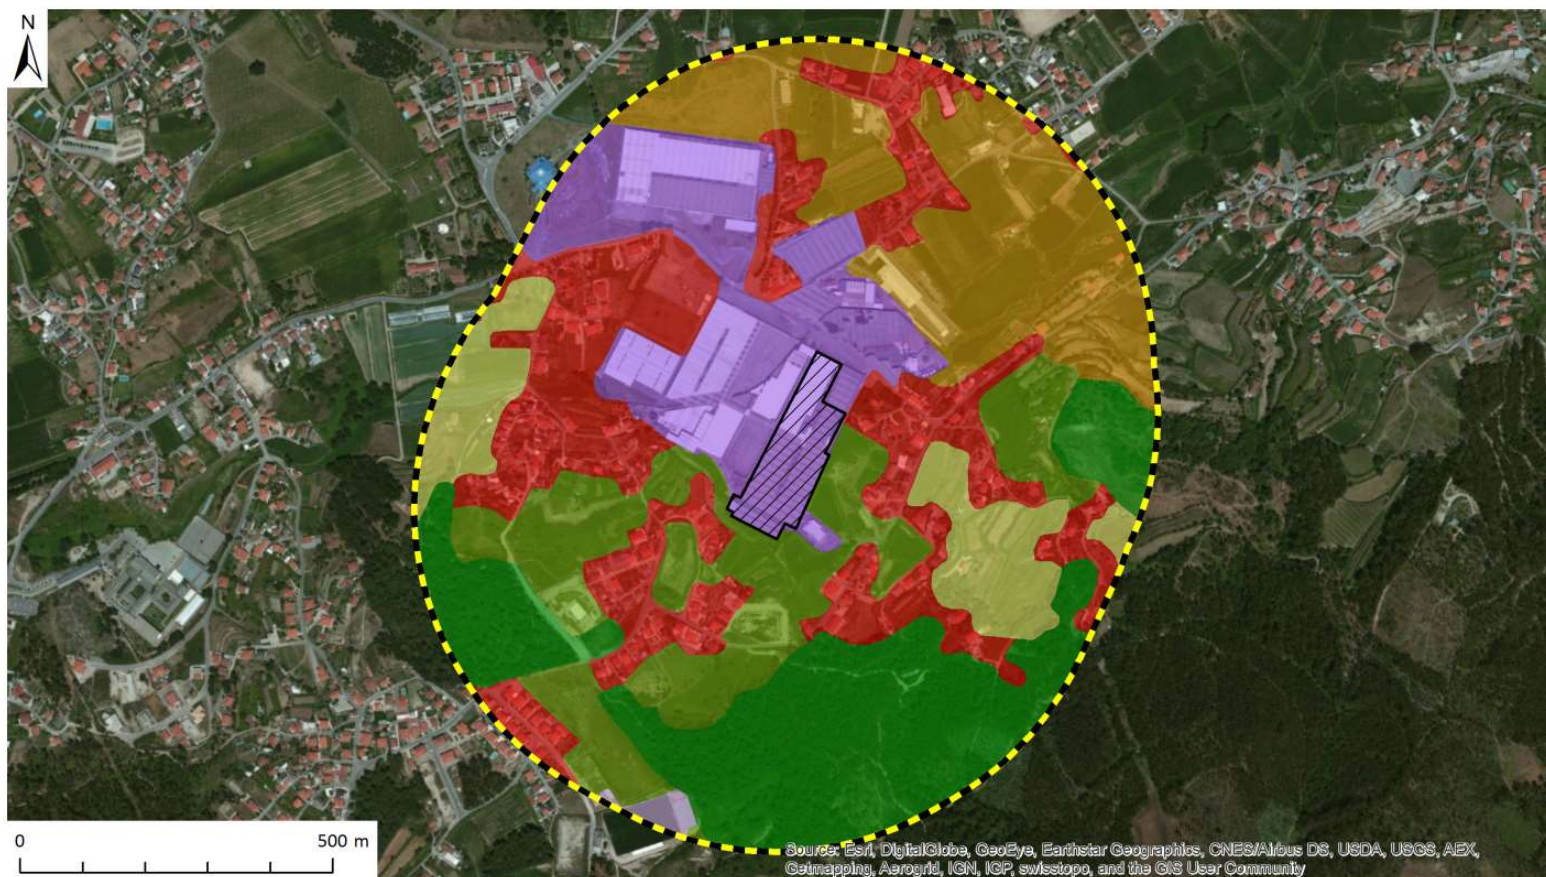 N
0 500 m
Source: Esri, DigitalGlobe, GeoEye, Earthstar Geographics, CNES/Airbus DS, USDA, USGS, AEX,
Getmapping, Aerogrid, IGN, IGP, swisstopo, and the GIS User Community